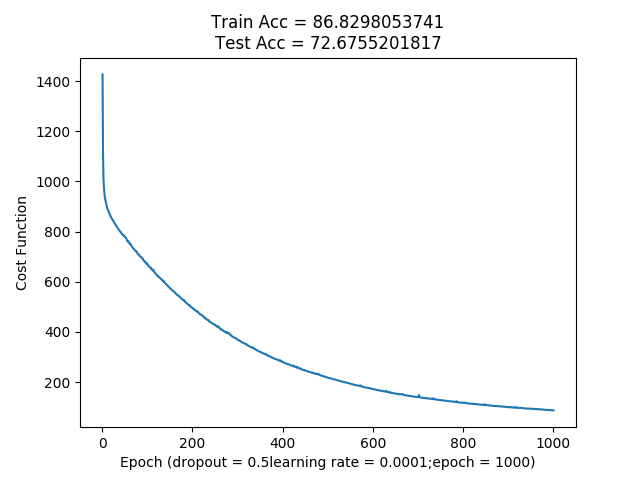 Train Acc = 86.8298053741
Test Acc = 72.6755201817
1400
1200
1000
800
600
400
200
Cost Function
0 200 400 600 800 1000
Epoch (dropout = 0.5learning rate = 0.0001;epoch = 1000)